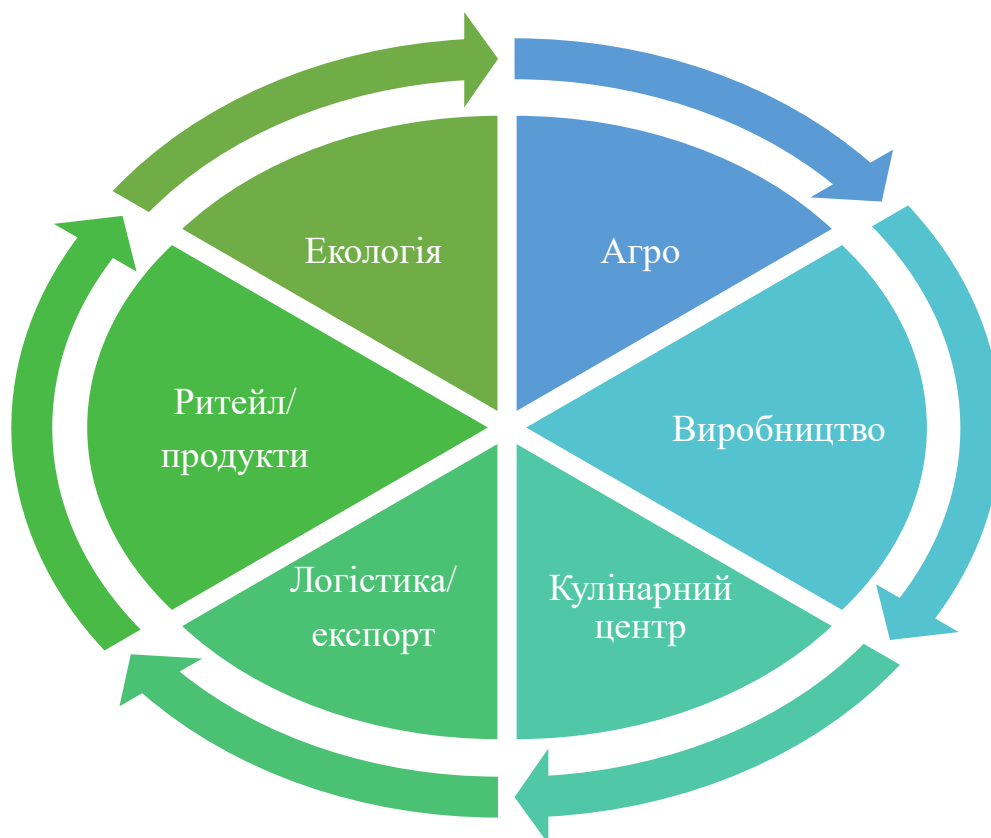 Екологія
Агро
Ритейл/
продукти
Виробництво
Логістика/
експорт
Кулінарний
центр